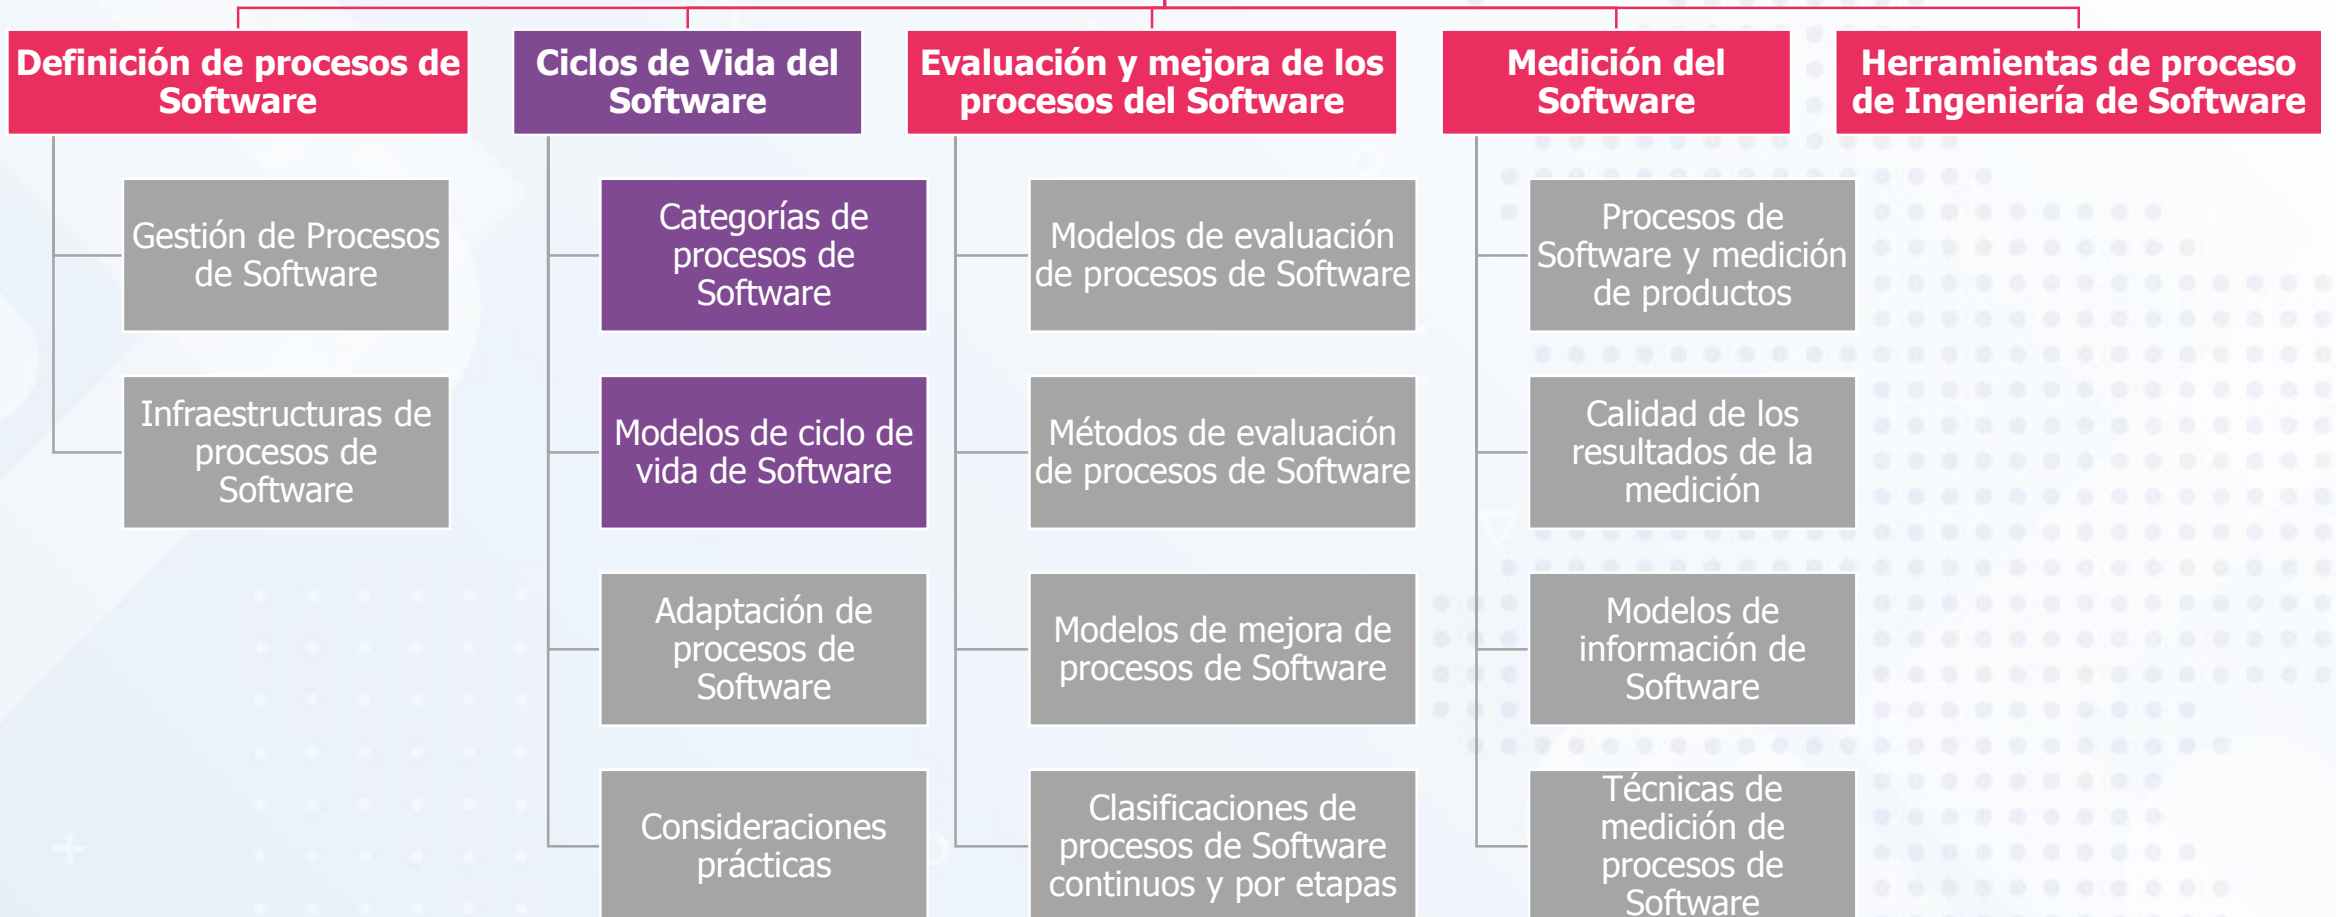 Definición de procesos de
Software
Gestión de Procesos
de Software
Infraestructuras de
procesos de
Software
Ciclos de Vida del
Software
Categorías de
procesos de
Software
Modelos de ciclo de
vida de Software
Adaptación de
procesos de
Software
Consideraciones
prácticas
Evaluación y mejora de los
procesos del Software
Modelos de evaluación
de procesos de Software
Métodos de evaluación
de procesos de Software
Modelos de mejora de
procesos de Software
Clasificaciones de
procesos de Software
continuos y por etapas
Medición del
Software
Procesos de
Software y medición
de productos
Calidad de los
resultados de la
medición
Modelos de
información de
Software
Técnicas de
medición de
procesos de
Software
Herramientas de proceso
de Ingeniería de Software